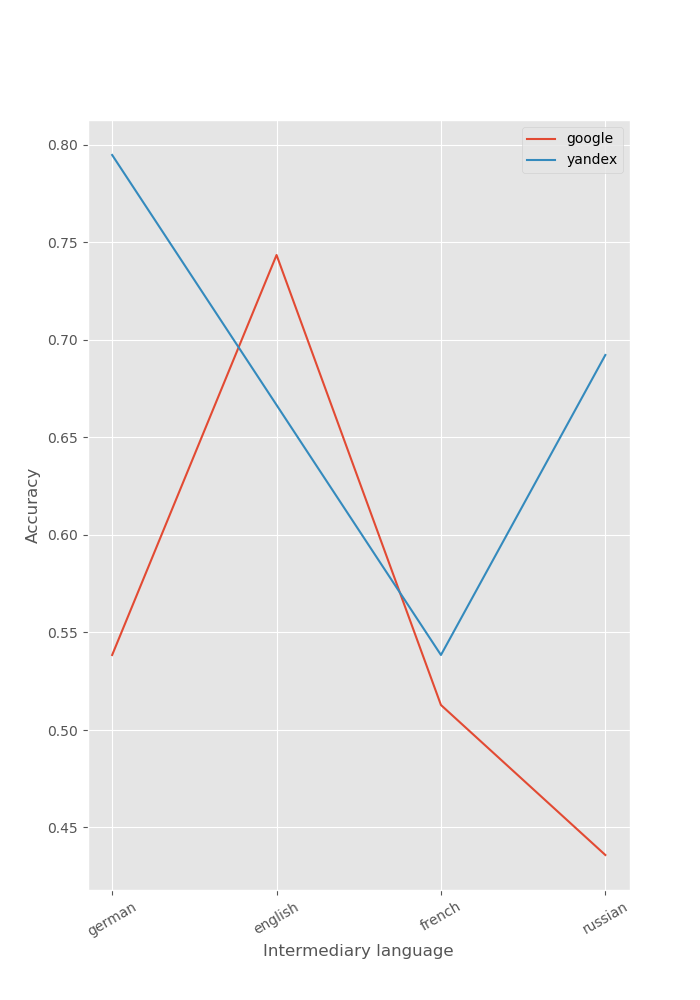 google
yandex
0.80
0.75
0.70
0.65
0.60
0.55
0.50
0.45
Accuracy
german
english
french
russian
Intermediary language